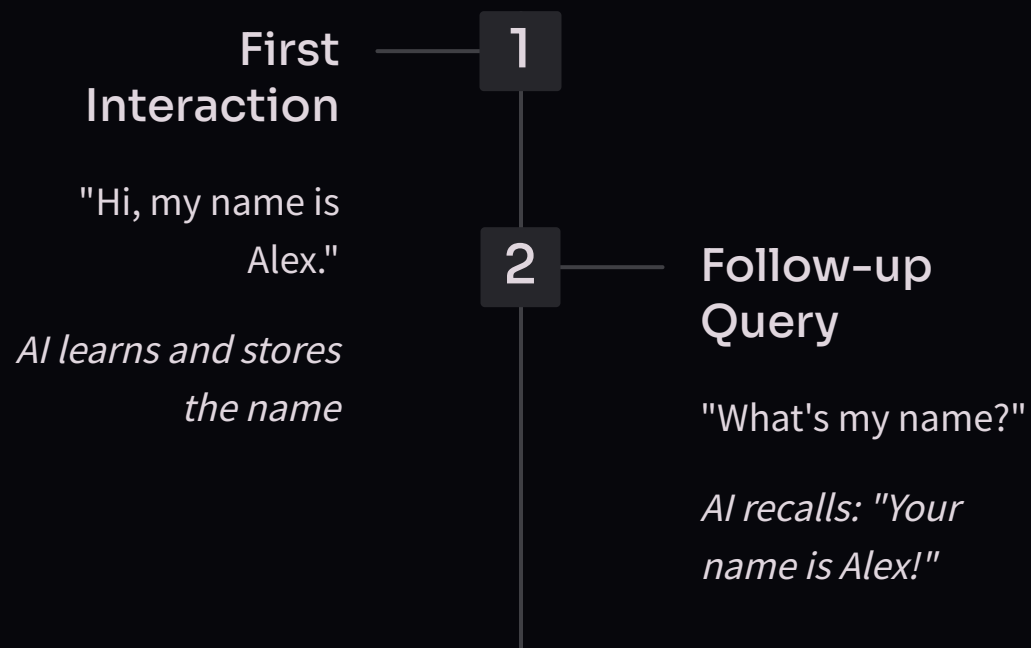 First
Interaction
1
"Hi, my name is
Alex."
AI learns and stores
the name
2
Follow-up
Query
"What's my name?"
AI recalls: "Your
name is Alex!"